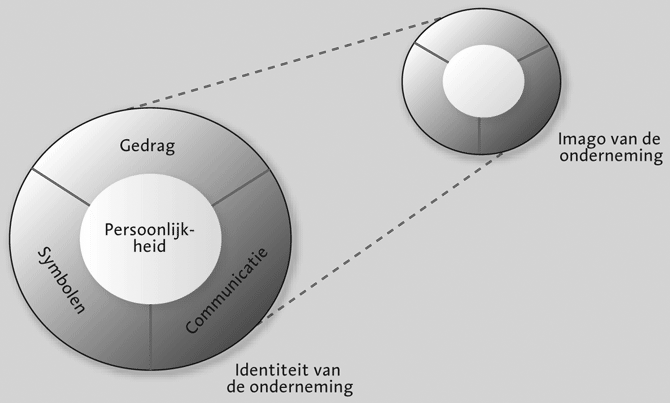 Gedrag
Persoonlijk-
heid
Symbolen
Communicatie
Identiteit van
de onderneming
Imago van de
onderneming